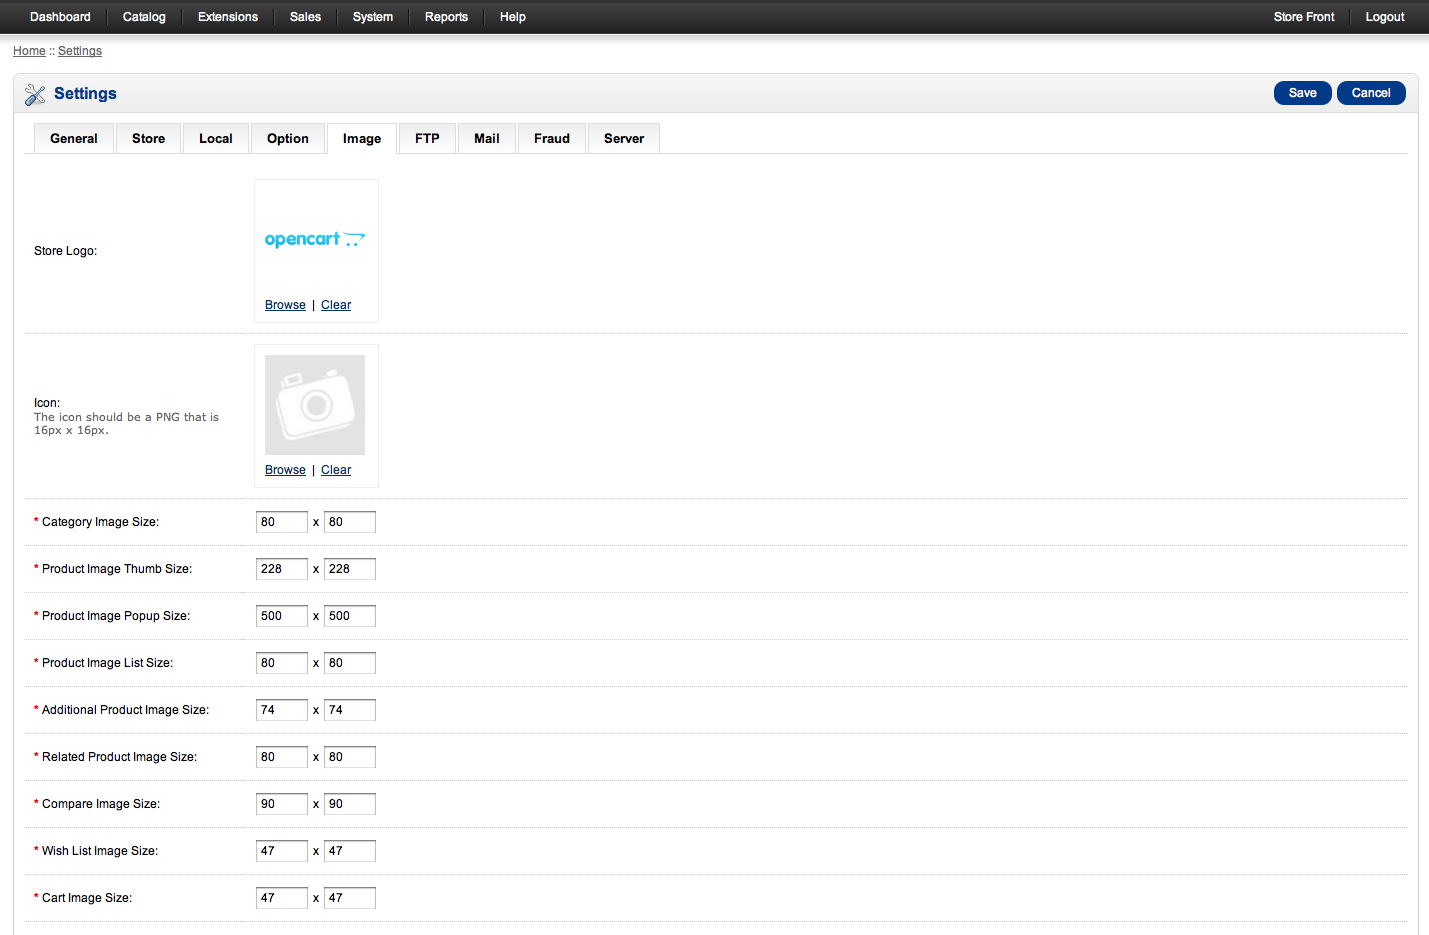 Dashboard Catalog Extensions Sales System Reports Help Store Front Logout
Home :: Settings
Settings Save Cancel
General Store Local Option Image FTP Mail Fraud Server
opencart
Store Logo:
Browse | Clear
Icon:
The icon should be a PNG that is
16px x 16px.
Browse | Clear
* Category Image Size: 80 x 80
* Product Image Thumb Size: 228 x 228
* Product Image Popup Size: 500 x 500
* Product Image List Size: 80 x 80
* Additional Product Image Size: 74 x 74
* Related Product Image Size: 80 x 80
* Compare Image Size: 90 x 90
* Wish List Image Size: 47 x 47
* Cart Image Size: 47 x 47